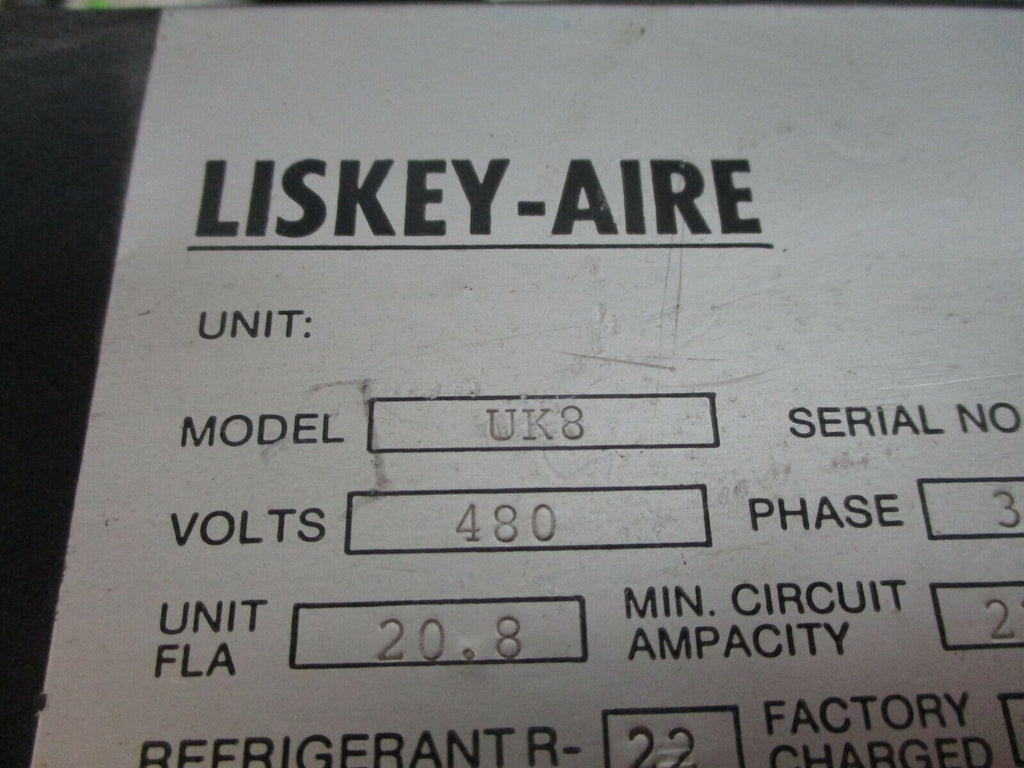 LISKEY-AIRE
UNIT:
MODEL UK8 SERIAL NO
VOLTS 480 PHASE 3
UNIT FLA 20.8 MIN. CIRCUIT AMPACITY 2
REFRIGERANT R- 22 FACTORY CHARGED